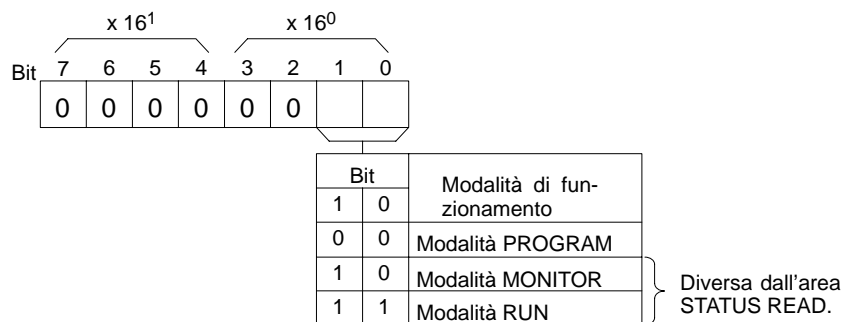 x 16¹ x 16⁰
Bit 7 6 5 4 3 2 1 0
0 0 0 0 0 0
Bit Modalità di fun-
1 0 zionamento
0 0 Modalità PROGRAM
1 0 Modalità MONITOR Diversa dall'area
1 1 Modalità RUN STATUS READ.